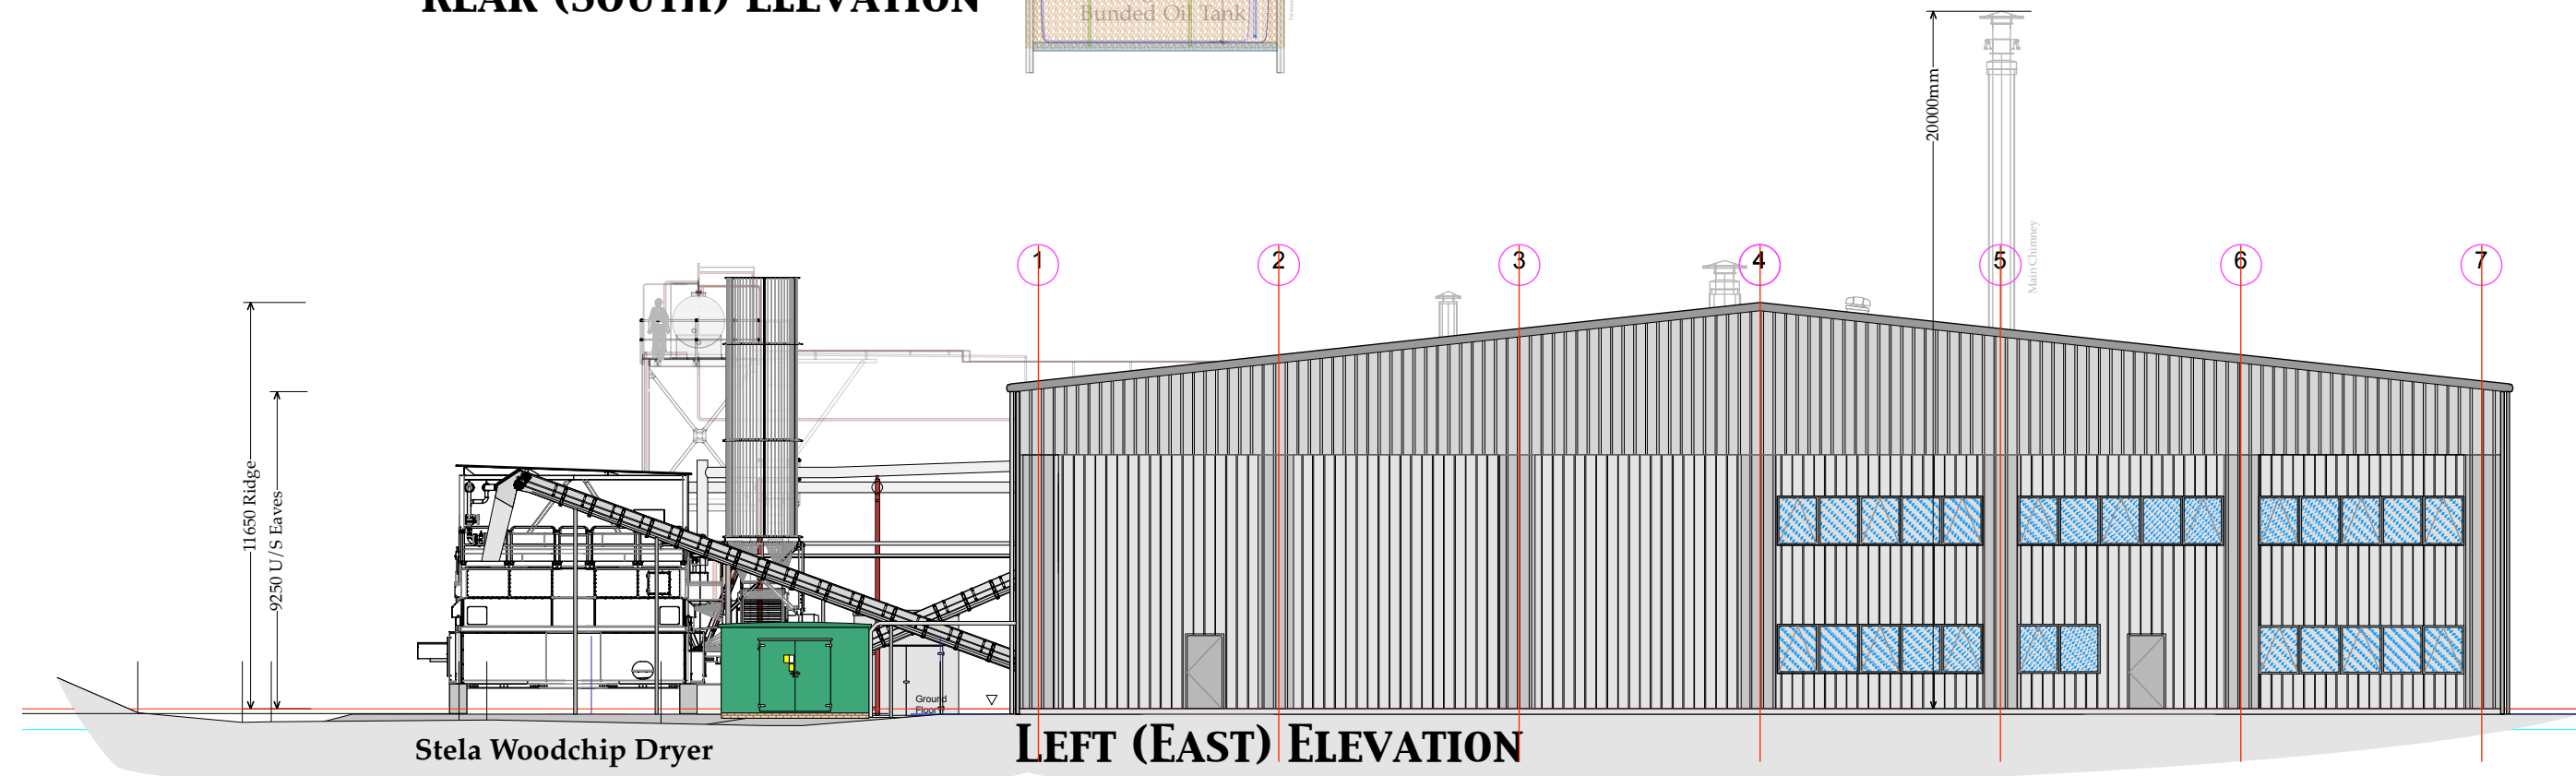 REAR (SOUTH) ELEVATION
Bunded Oil Tank
20000mm
Main Chimney
1
2
3
4
5
6
7
11650 Ridge
9250 U/S Eaves
Ground
Floor
Stela Woodchip Dryer
LEFT (EAST) ELEVATION